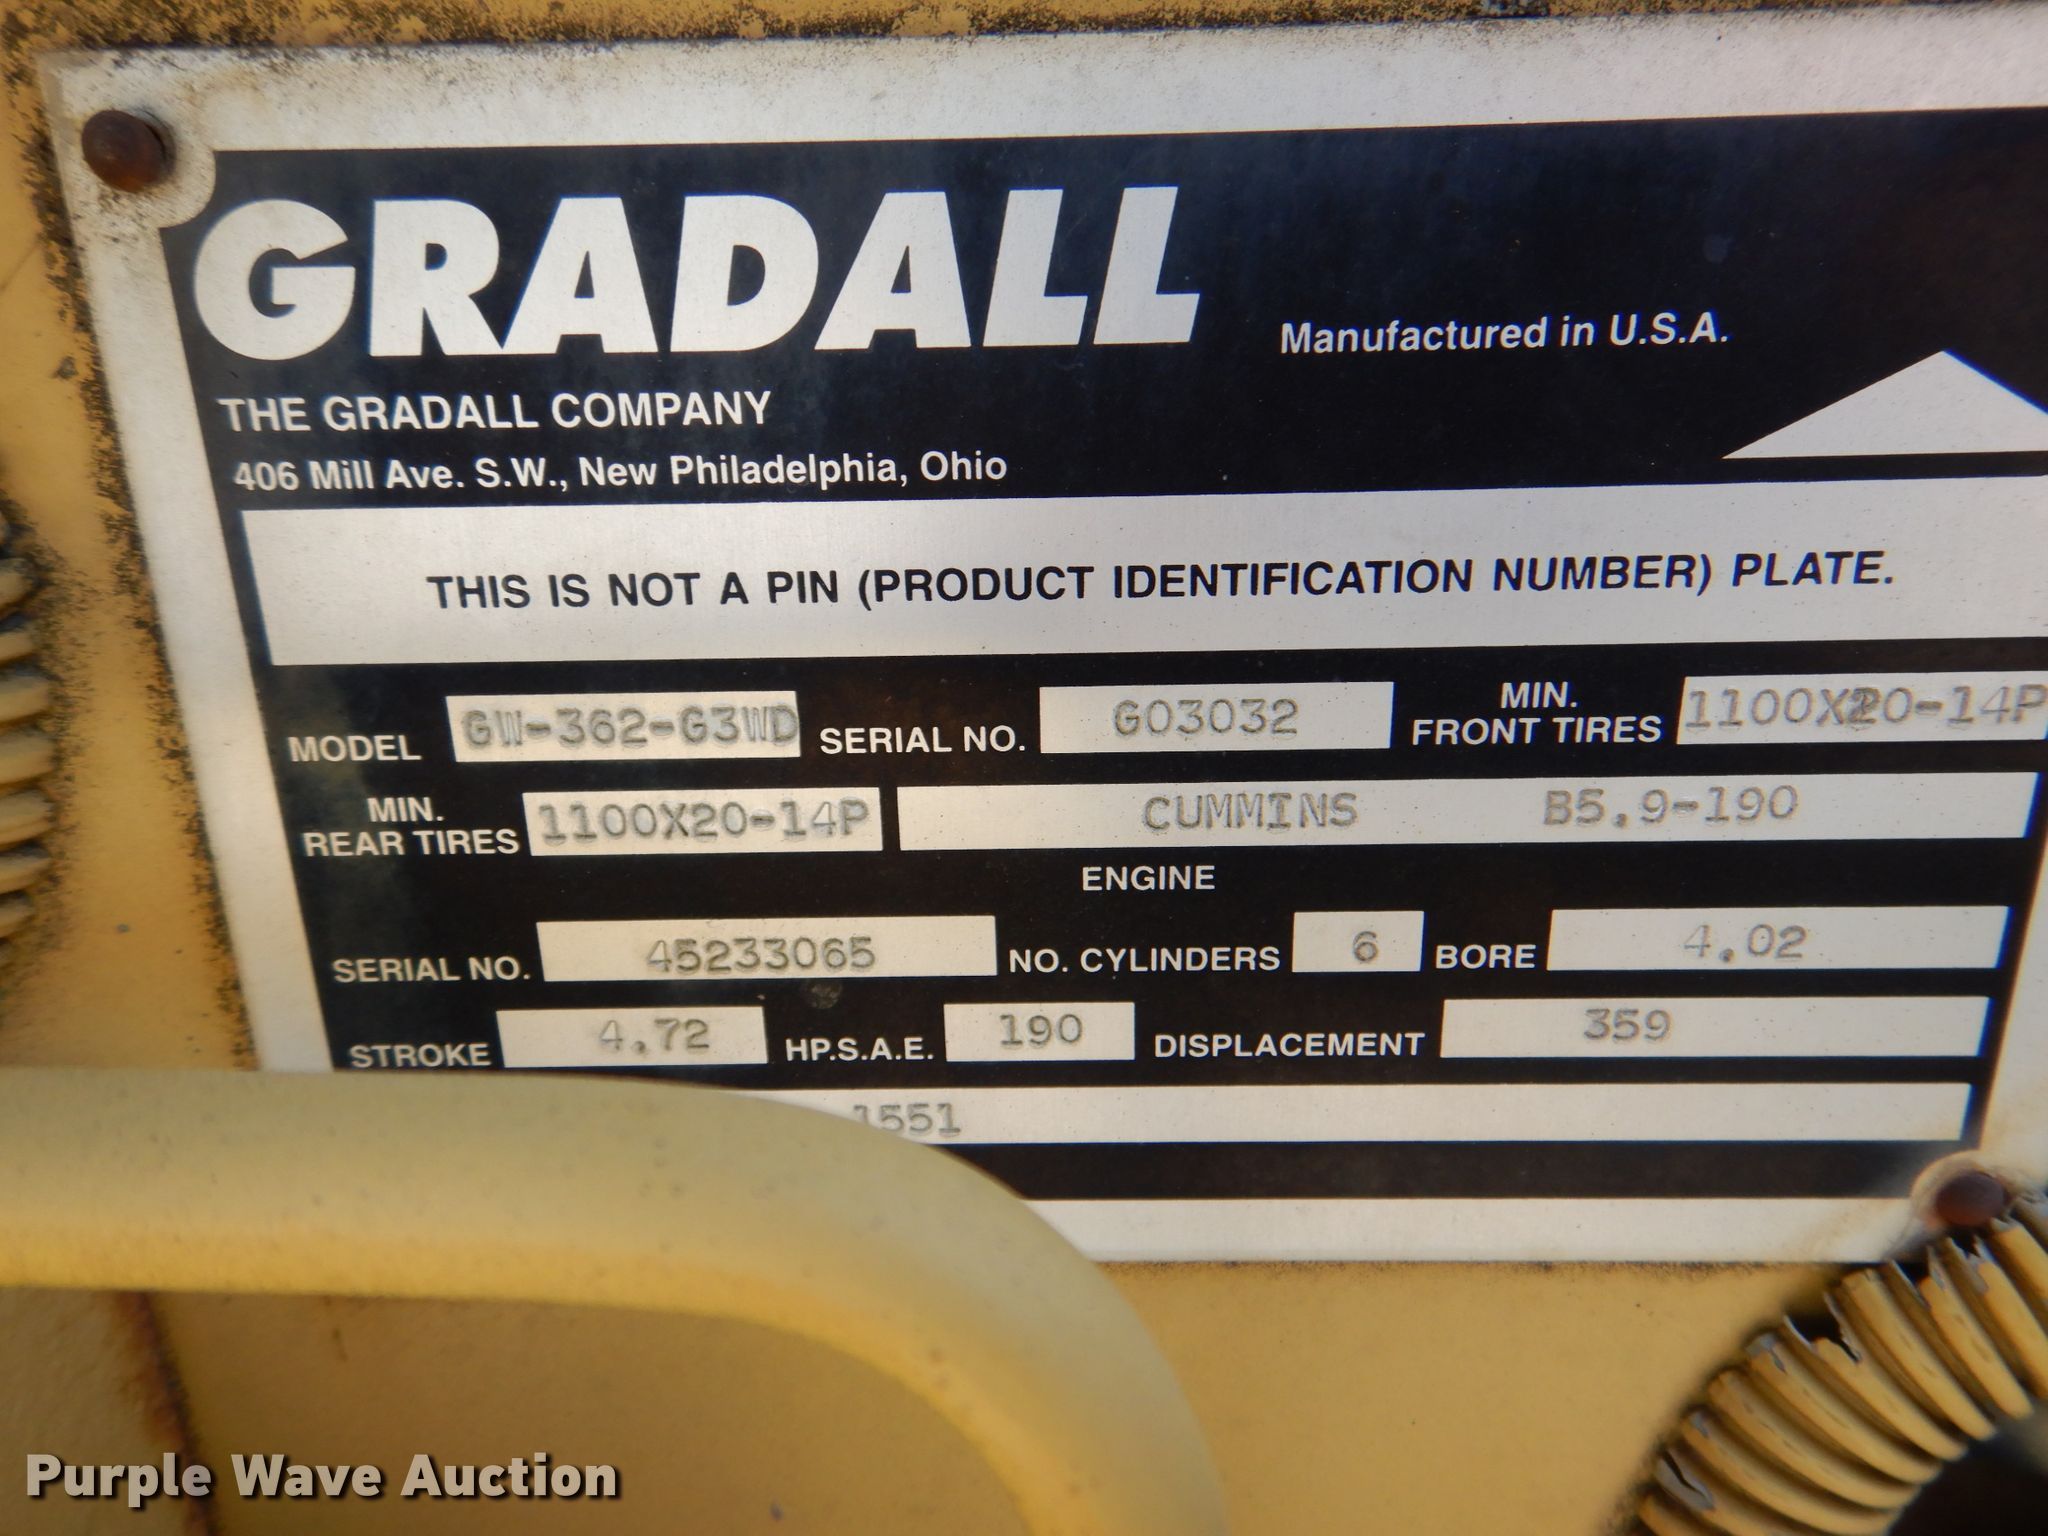 GRADALL
Manufactured in U.S.A.
THE GRADALL COMPANY
406 Mill Ave. S.W., New Philadelphia, Ohio
THIS IS NOT A PIN (PRODUCT IDENTIFICATION NUMBER) PLATE.
MODEL GW-362-G3WD SERIAL NO. G03032 MIN. FRONT TIRES 1100X20-14P
MIN. REAR TIRES 1100X20-14P CUMMINS B5.9-190
ENGINE
SERIAL NO. 45233065 NO. CYLINDERS 6 BORE 4.02
STROKE 4.72 HP.S.A.E. 190 DISPLACEMENT 359
1551
Purple Wave Auction